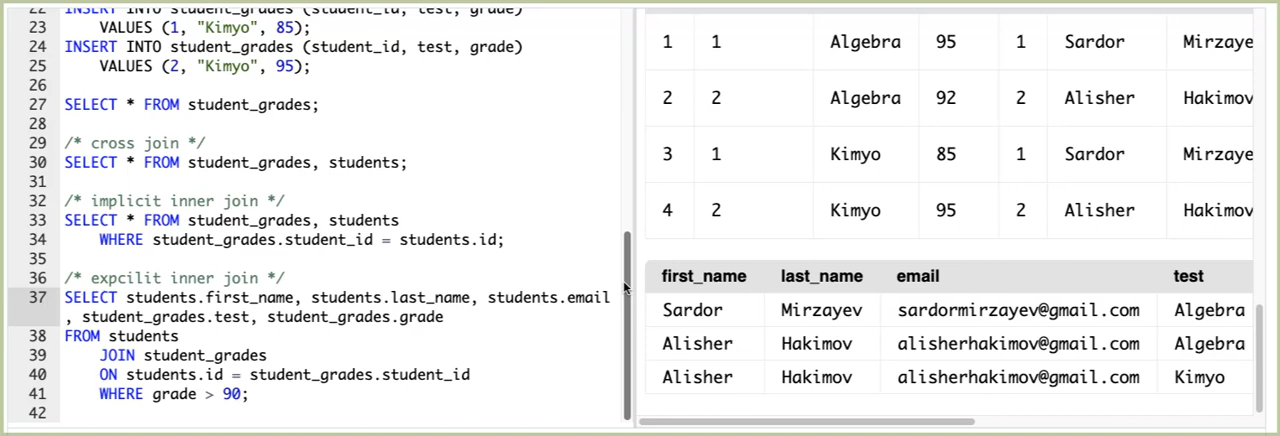 22 INSERT INTO student_grades (student_id, test, grade)
23 VALUES (1, "Kimyo", 85);
24 INSERT INTO student_grades (student_id, test, grade)
25 VALUES (2, "Kimyo", 95);
26
27 SELECT * FROM student_grades;
28
29 /* cross join */
30 SELECT * FROM student_grades, students;
31
32 /* implicit inner join */
33 SELECT * FROM student_grades, students
34 WHERE student_grades.student_id = students.id;
35
36 /* expcilit inner join */
37 SELECT students.first_name, students.last_name, students.email
, student_grades.test, student_grades.grade
38 FROM students
39 JOIN student_grades
40 ON students.id = student_grades.student_id
41 WHERE grade > 90;
42
1 1 Algebra 95 1 Sardor Mirzaye
2 2 Algebra 92 2 Alisher Hakimov
3 1 Kimyo 85 1 Sardor Mirzaye
4 2 Kimyo 95 2 Alisher Hakimov
first_name last_name email test
Sardor Mirzayev sardormirzayev@gmail.com Algebra
Alisher Hakimov alisherhakimov@gmail.com Algebra
Alisher Hakimov alisherhakimov@gmail.com Kimyo